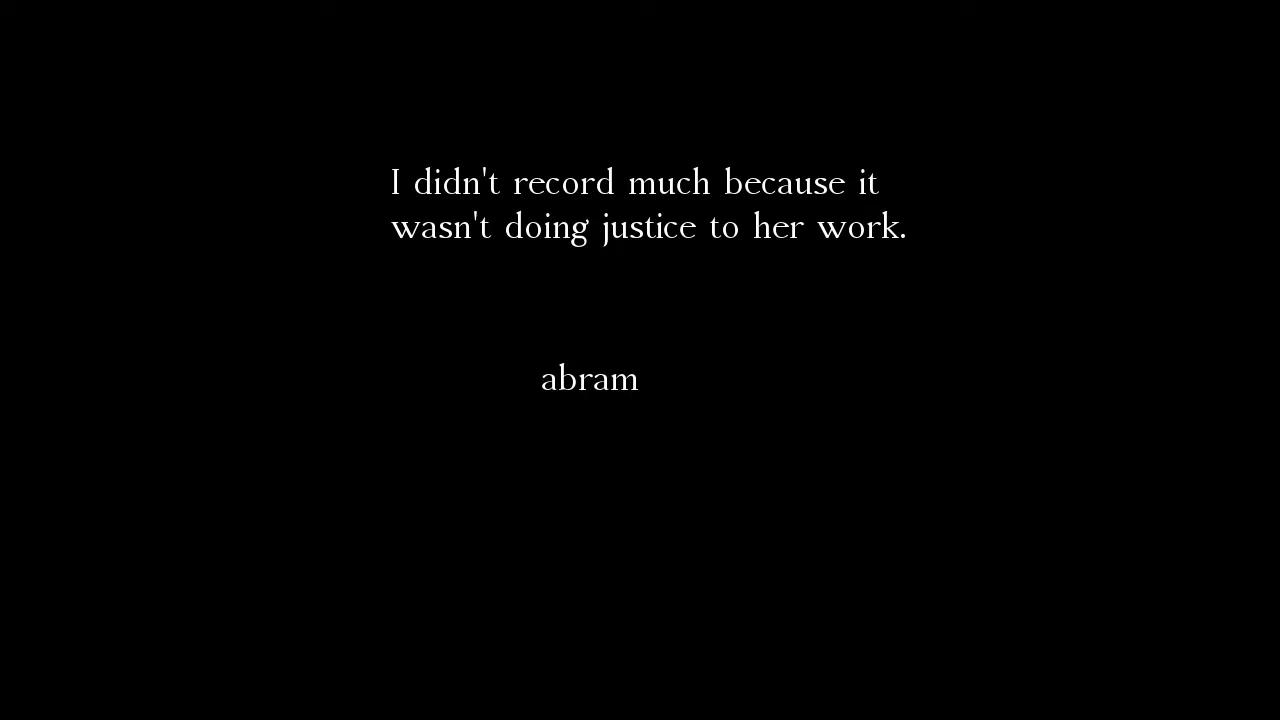 I didn't record much because it
wasn't doing justice to her work.
abram